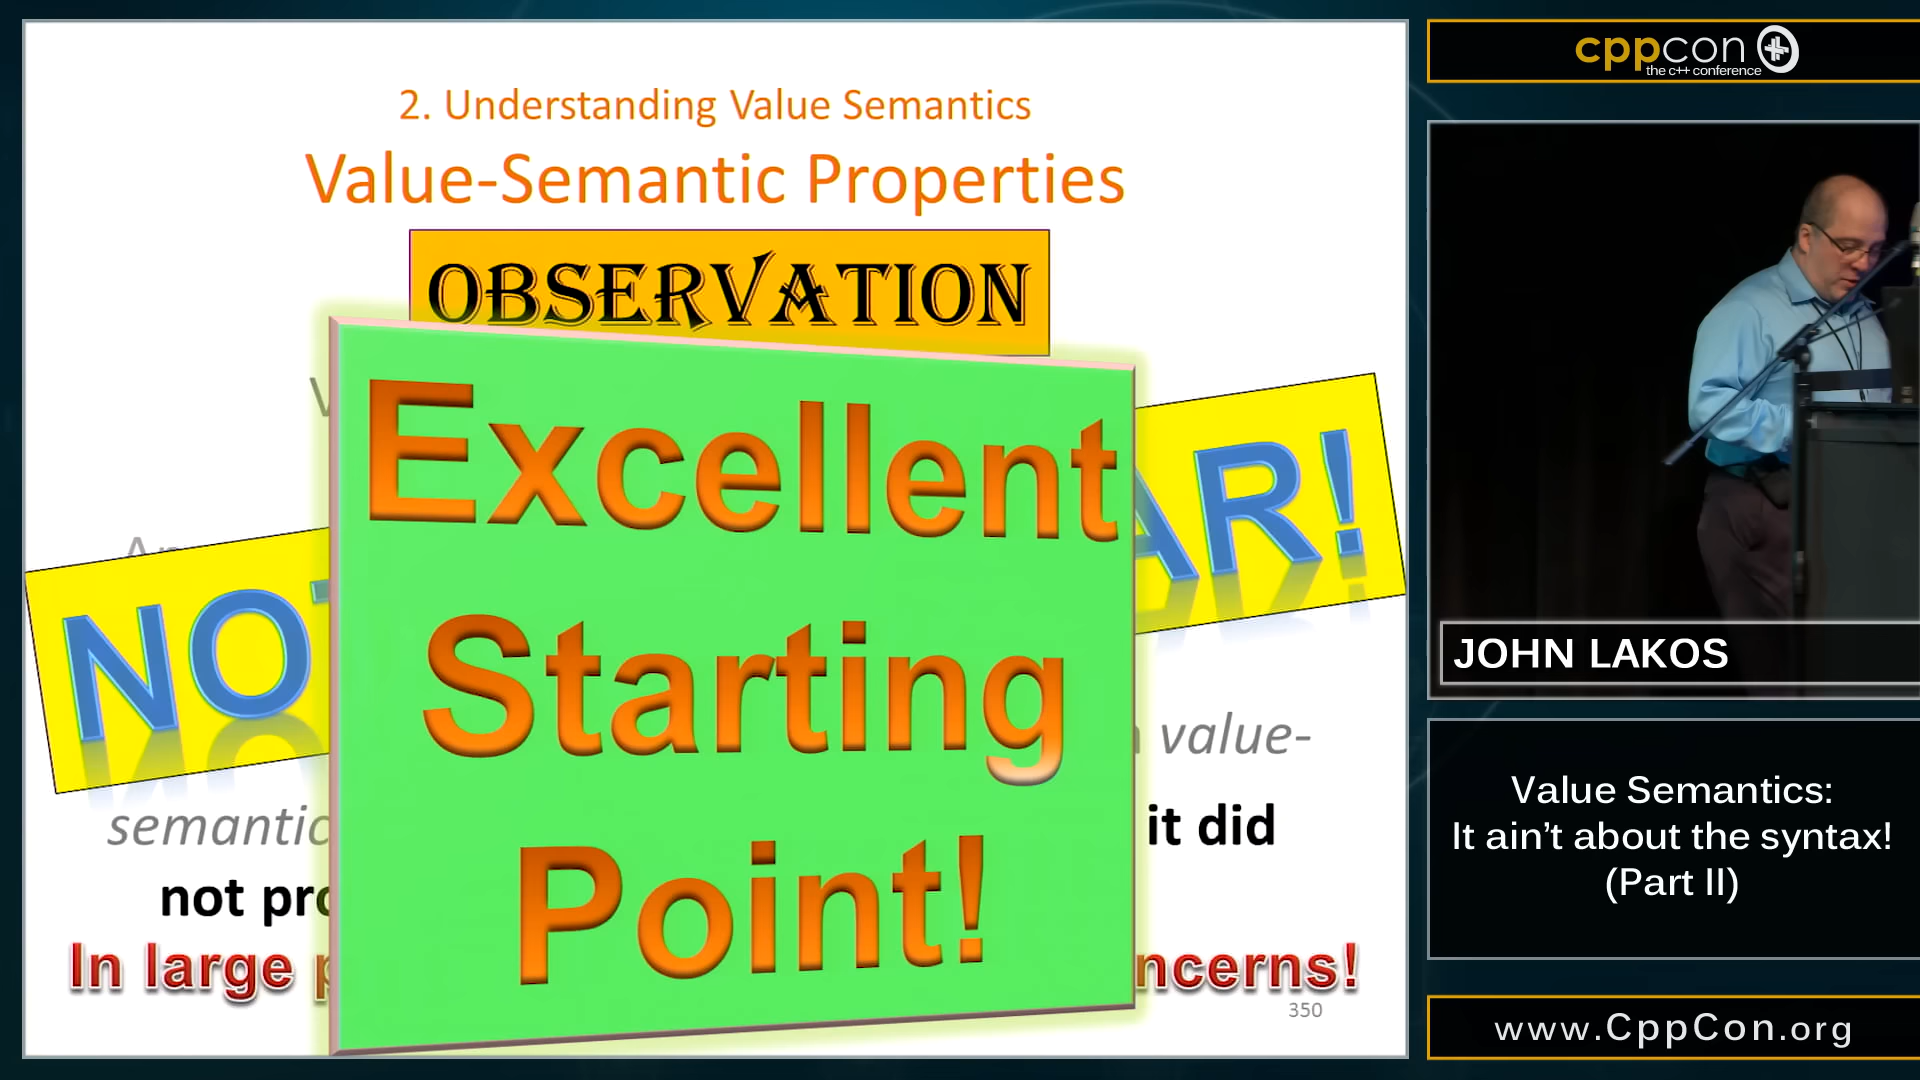 2. Understanding Value Semantics
Value-Semantic Properties
OBSERVATION
Excellent
AR!
NO
Starting
value-
semantic
it did
not pro
Point!
In large
ncerns!
350
cppcon
the c++ conference
JOHN LAKOS
Value Semantics:
It ain’t about the syntax!
(Part II)
www.CppCon.org